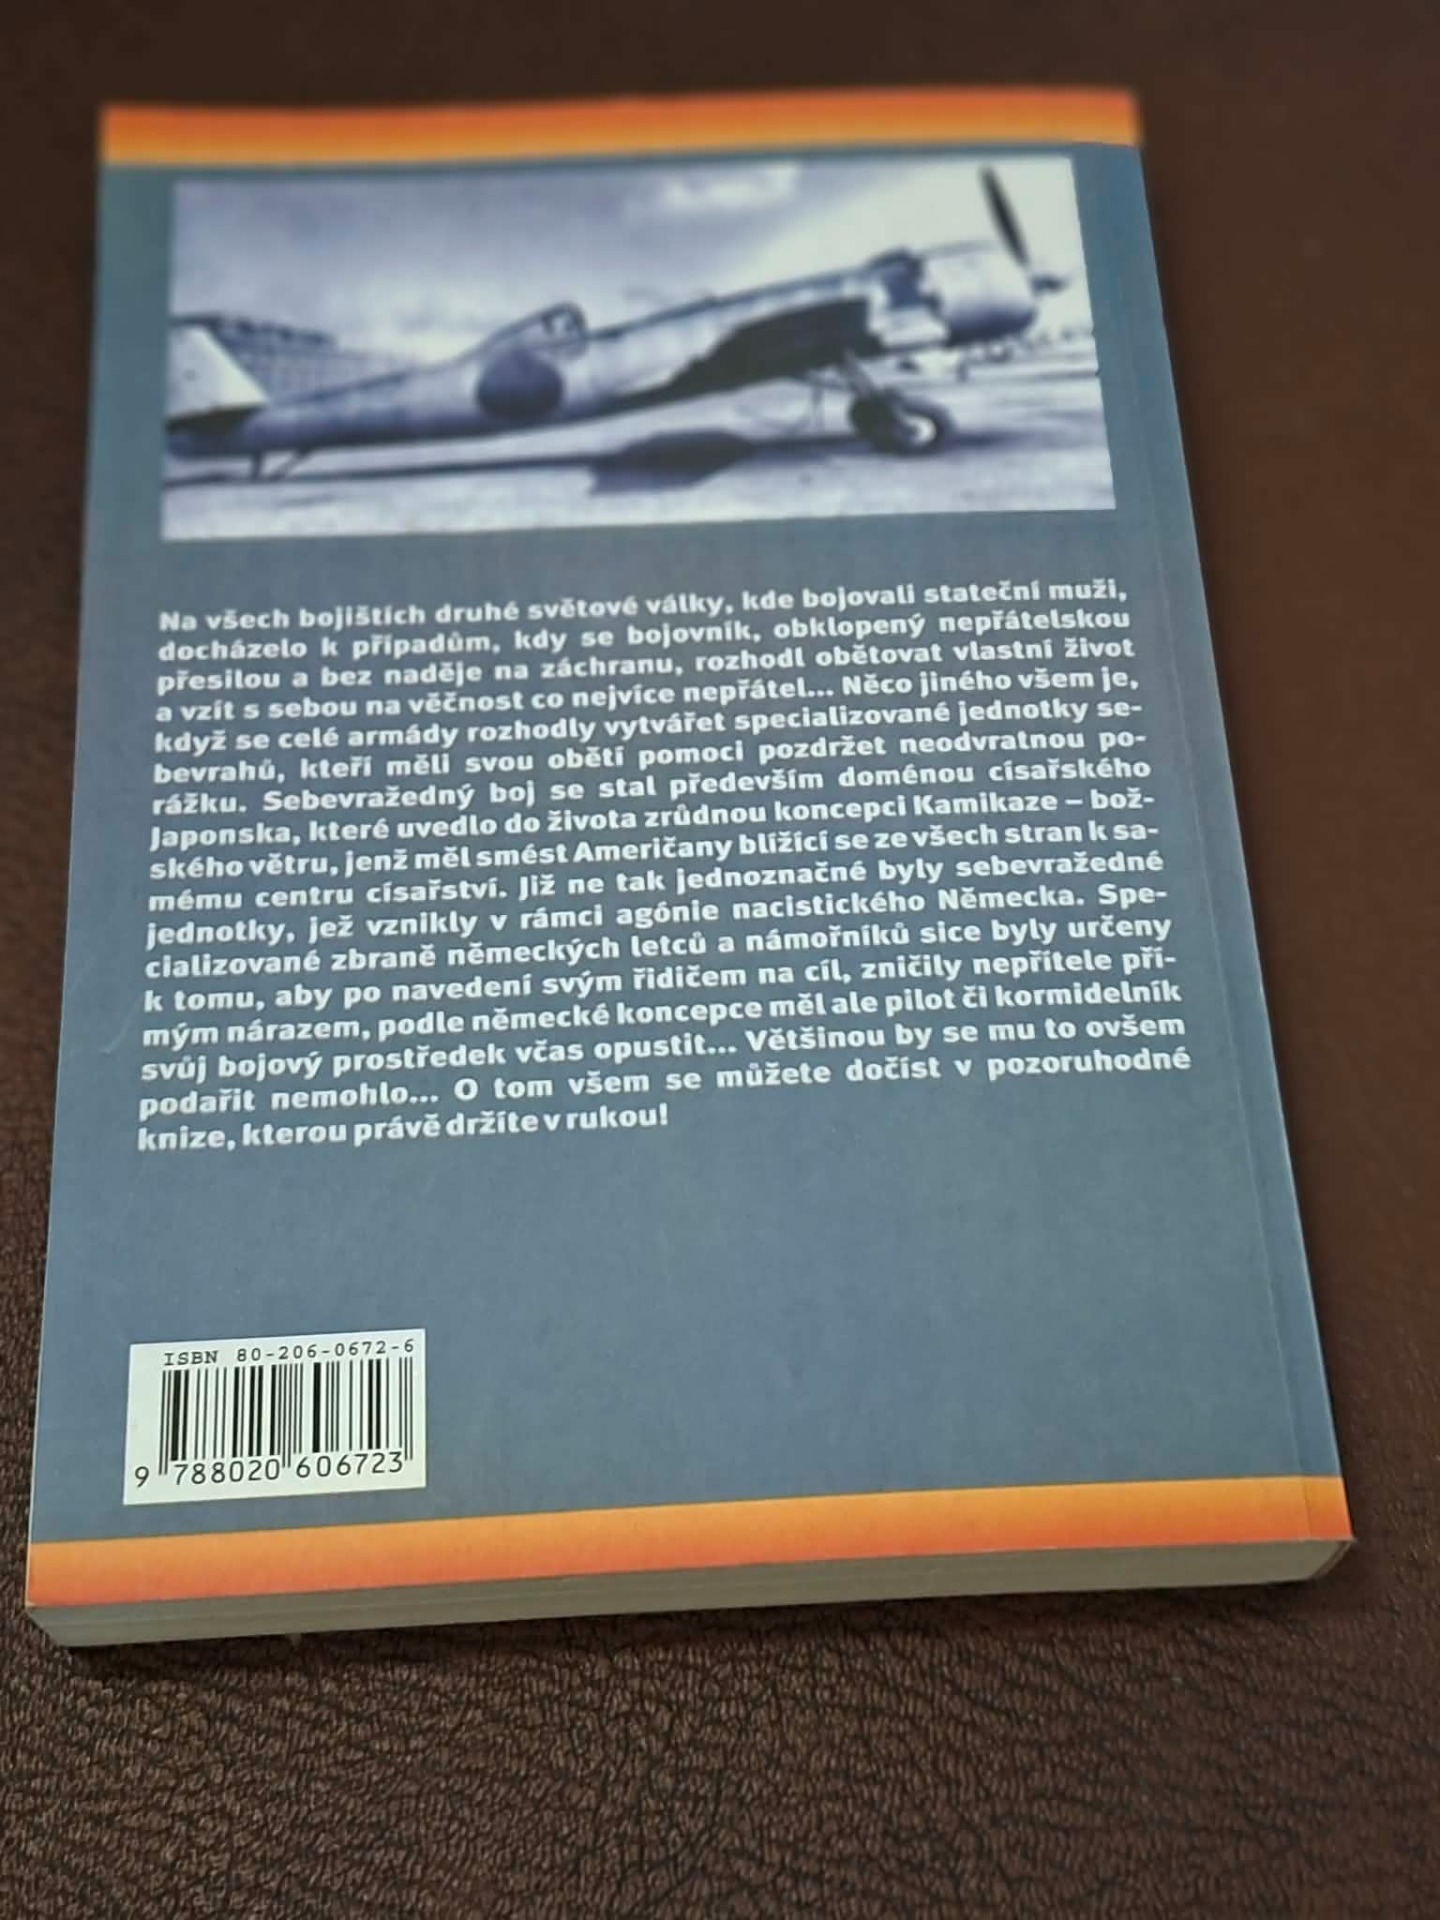 Na všech bojištích druhé světové války, kde bojovali stateční muži,
docházelo k případům, kdy se bojovník, obklopený nepřátelskou
přesilou a bez naděje na záchranu, rozhodl obětovat vlastní život
a vzít s sebou na věčnost co nejvíce nepřátel... Něco jiného všem je,
když se celé armády rozhodly vytvářet specializované jednotky se-
bevrahů, kteří měli svou obětí pomoci pozdržet neodvratnou po-
rážku. Sebevražedný boj se stal především doménou císařského
Japonska, které uvedlo do života zrůdnou koncepci Kamikaze – bož-
ského větru, jenž měl smést Američany blížící se ze všech stran k sa-
mému centru císařství. Již ne tak jednoznačné byly sebevražedné
jednotky, jež vznikly v rámci agónie nacistického Německa. Spe-
cializované zbraně německých letců a námořníků sice byly určeny
k tomu, aby po navedení svým řidičem na cíl, zničily nepřítele pří-
mým nárazem, podle německé koncepce měl ale pilot či kormidelník
svůj bojový prostředek včas opustit... Většinou by se mu to ovšem
podařit nemohlo... O tom všem se můžete dočíst v pozoruhodné
knize, kterou právě držíte v rukou!
ISBN 80-206-0672-6
9 788020 606723